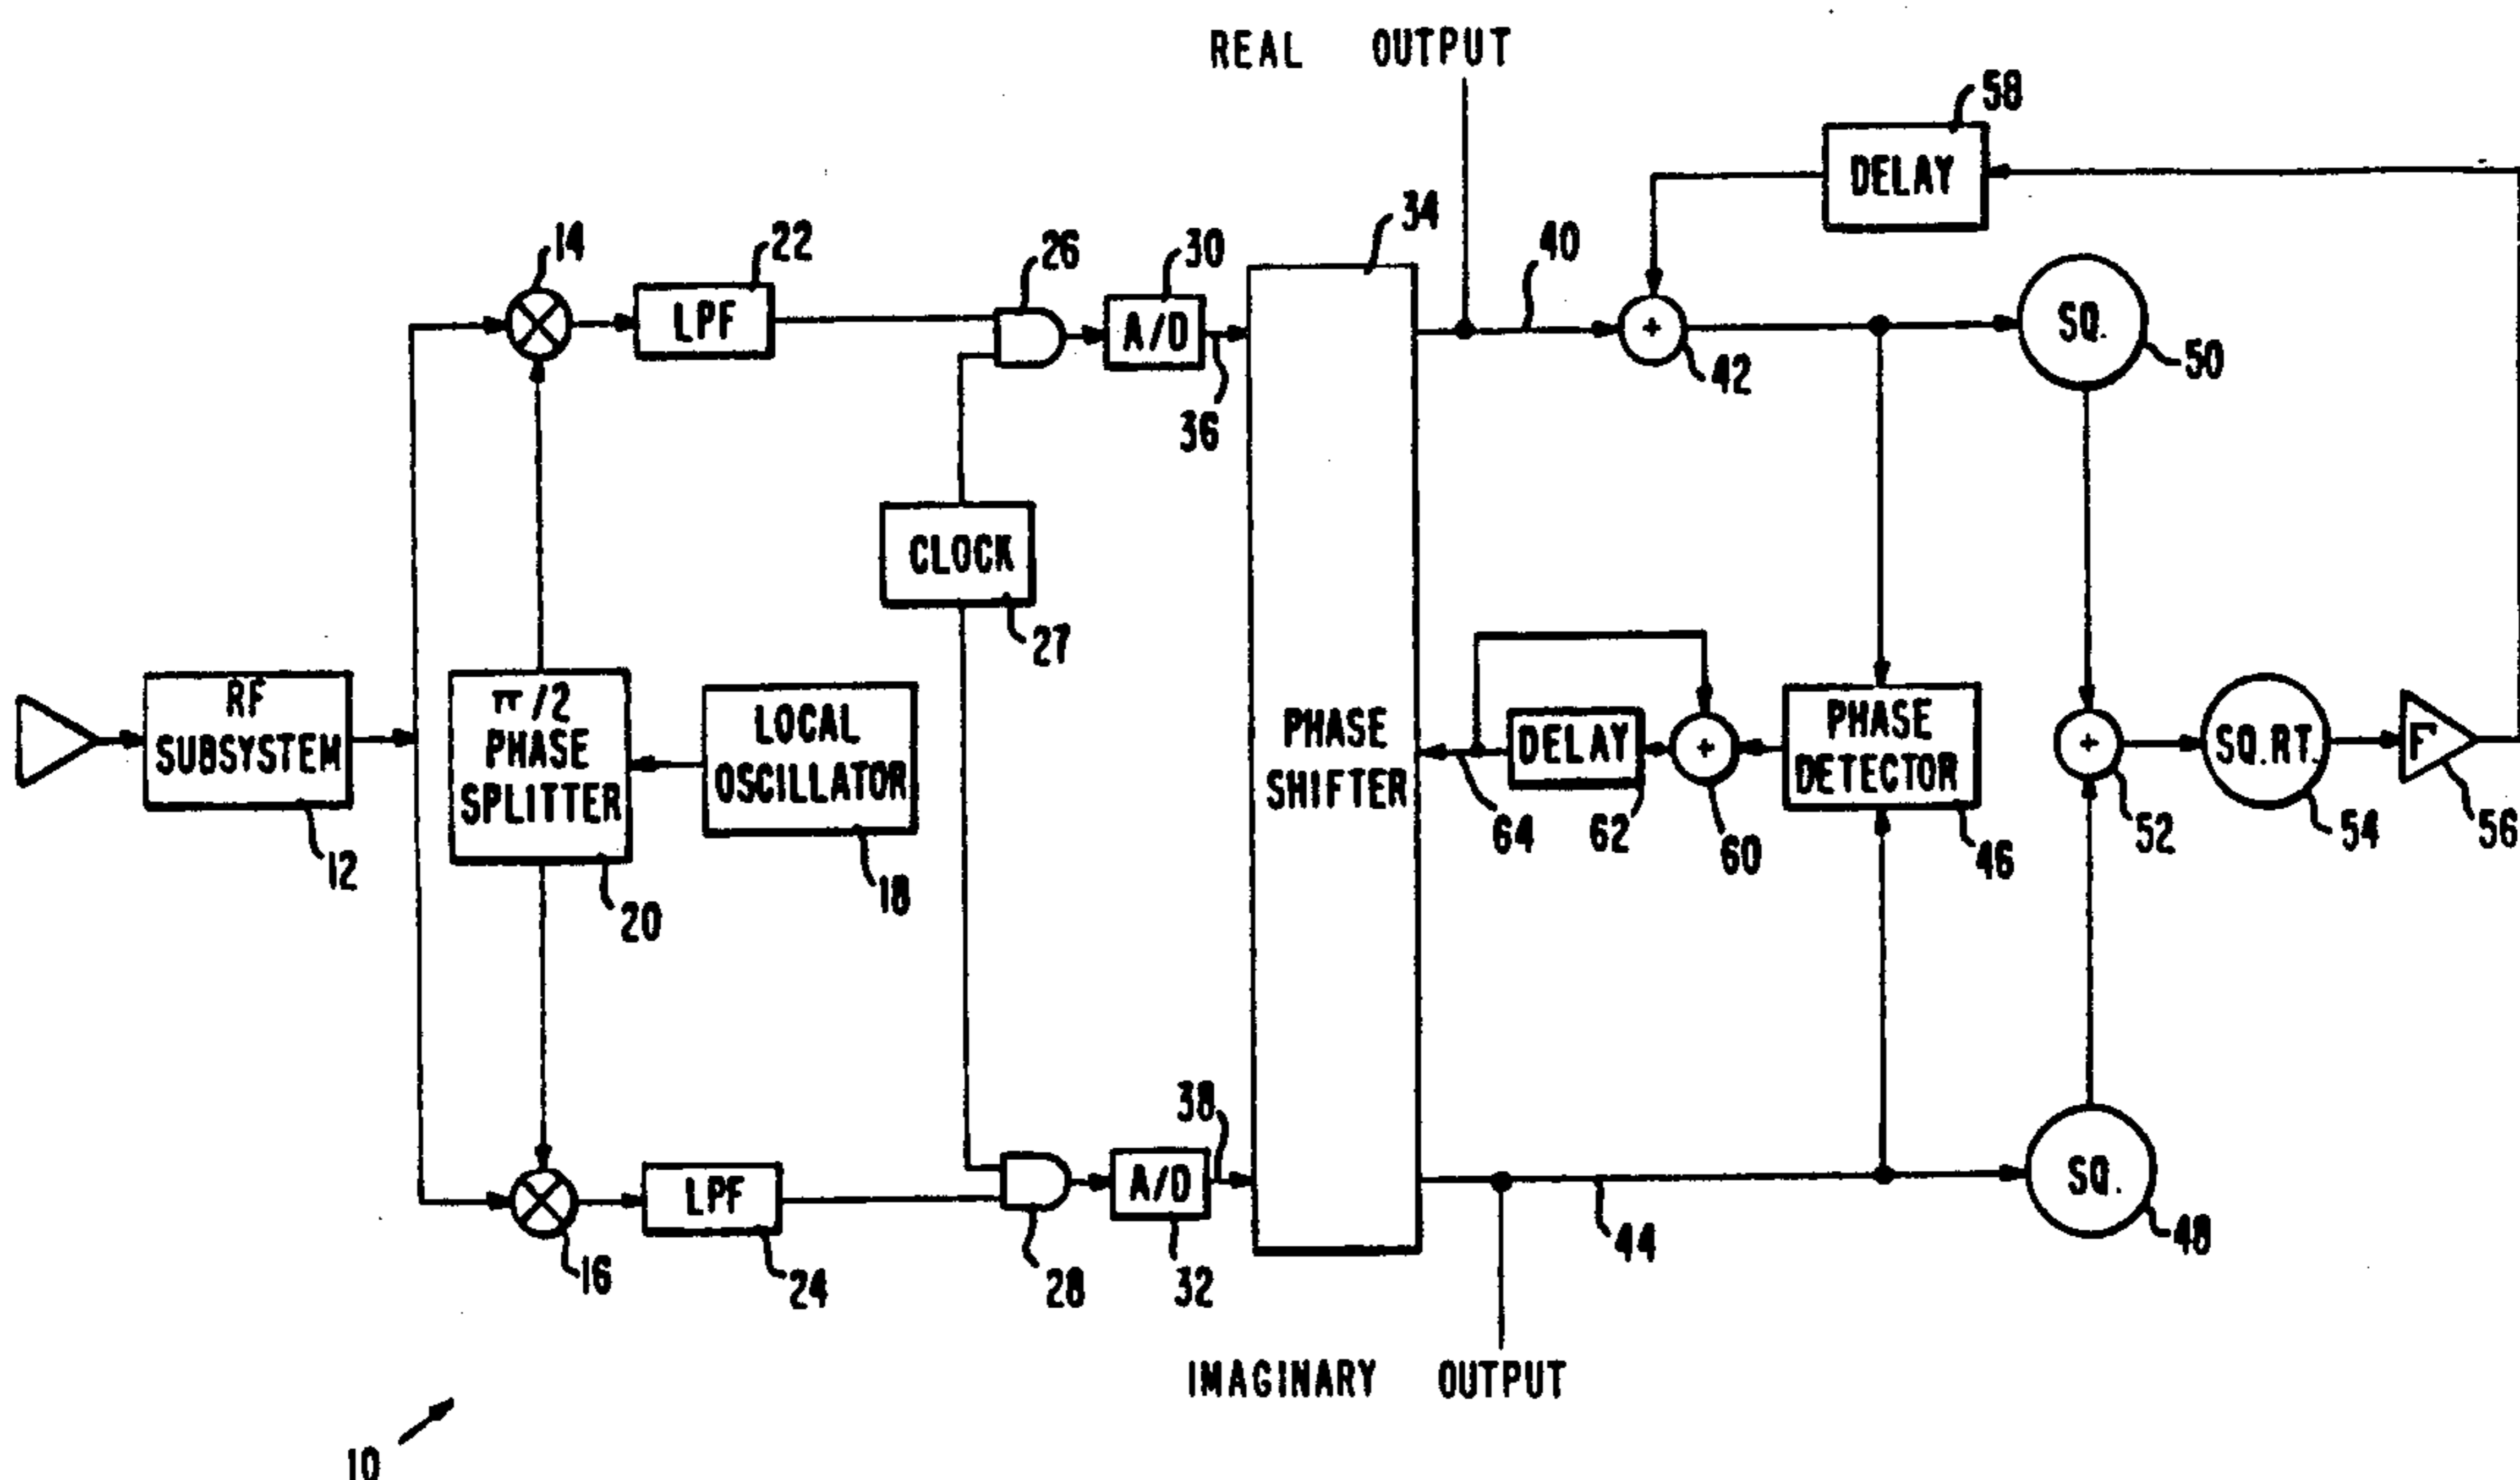 REAL OUTPUT
58
DELAY
14
22
26
30
34
40
LPF
A/D
+
42
SQ.
50
36
CLOCK
27
RF
SUBSYSTEM
12
π/2
PHASE
SPLITTER
20
LOCAL
OSCILLATOR
18
PHASE
SHIFTER
64
DELAY
62
+
60
PHASE
DETECTOR
46
+
52
SQ.RT.
54
F
56
16
LPF
24
28
38
A/D
32
44
SQ.
48
IMAGINARY OUTPUT
10